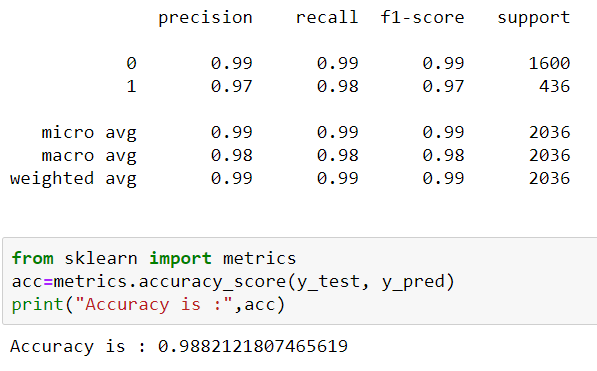 precision recall f1-score support
0 0.99 0.99 0.99 1600
1 0.97 0.98 0.97 436
micro avg 0.99 0.99 0.99 2036
macro avg 0.98 0.98 0.98 2036
weighted avg 0.99 0.99 0.99 2036
from sklearn import metrics
acc=metrics.accuracy_score(y_test, y_pred)
print("Accuracy is :",acc)
Accuracy is : 0.9882121807465619